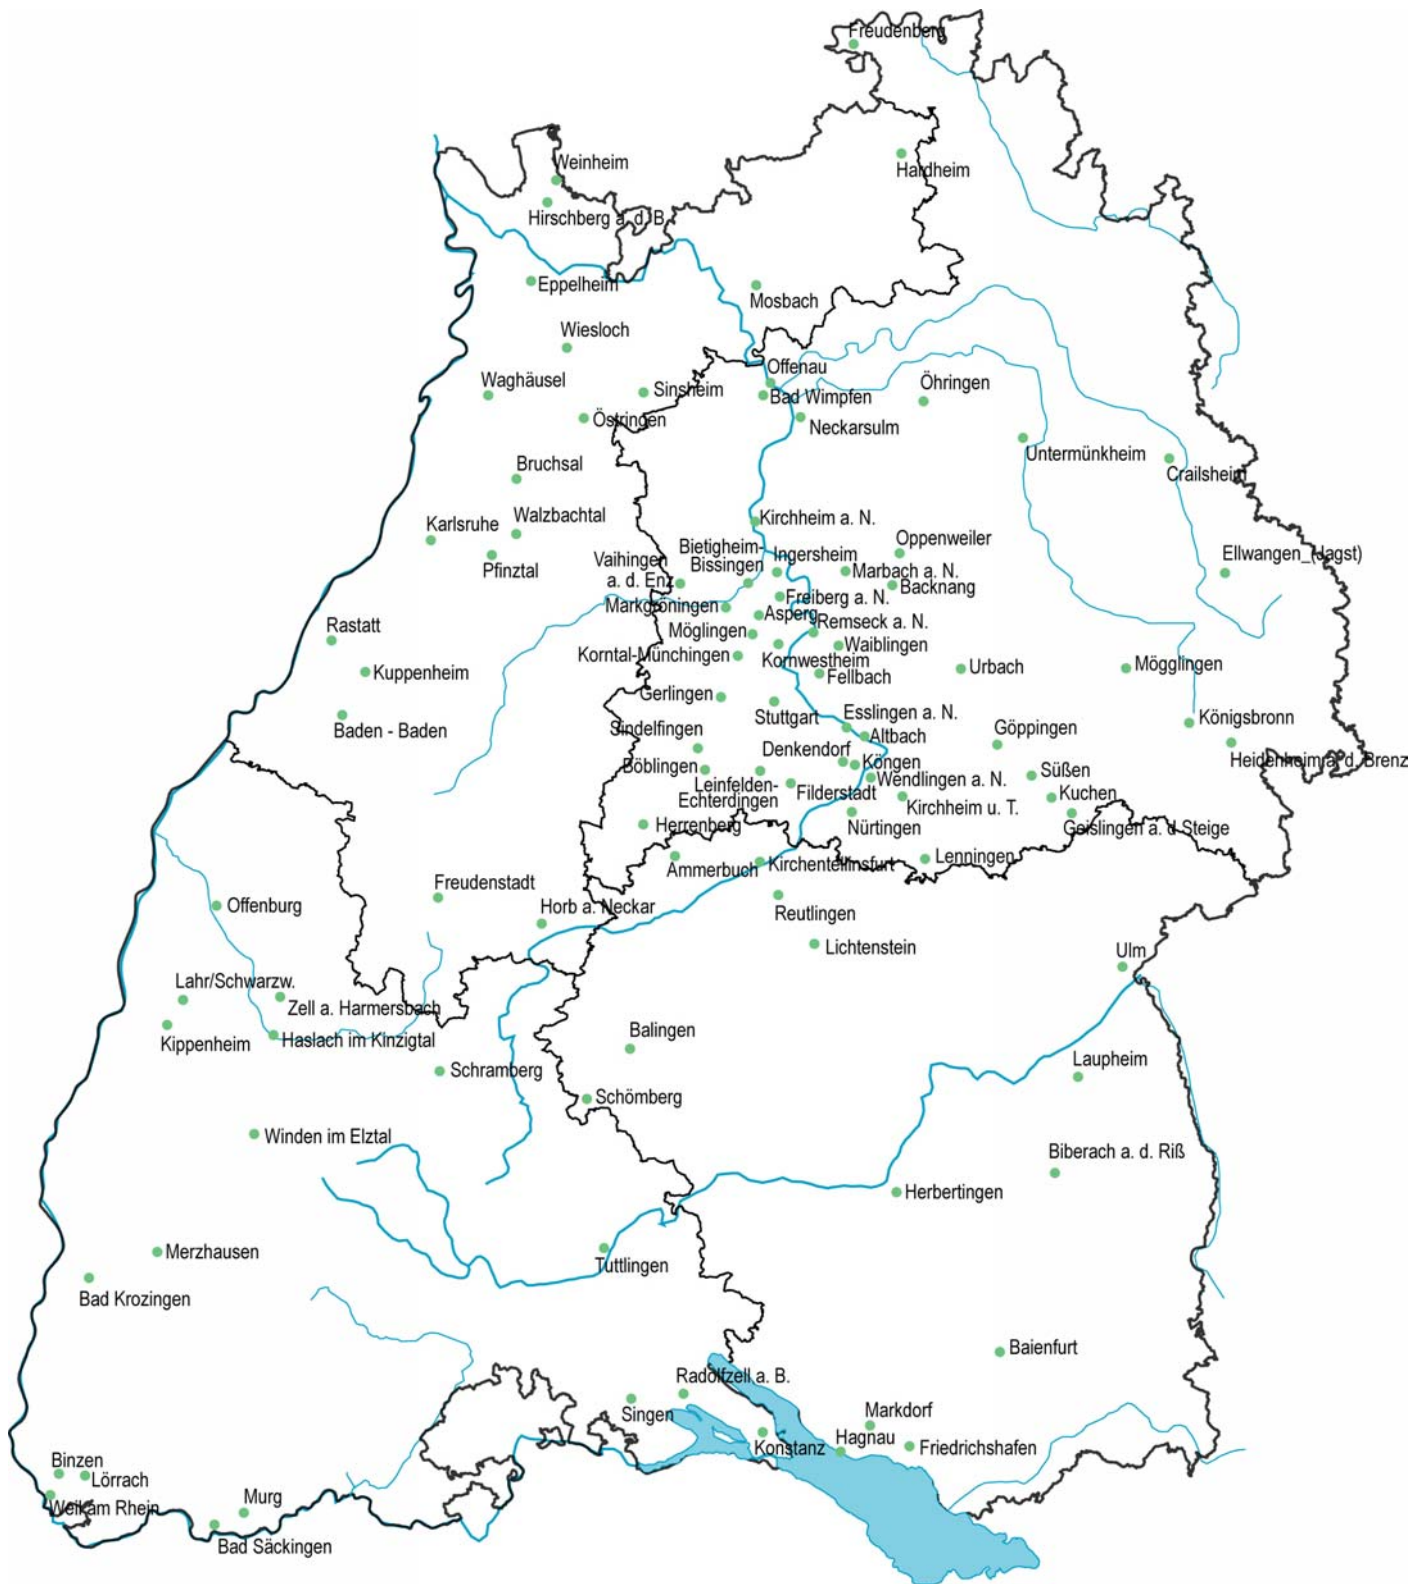 Freudenberg
Hardheim
Weinheim
Hirschberg a. d. B.
Eppelheim
Mosbach
Wiesloch
Offenau
Waghäusel
Sinsheim
Bad Wimpfen
Öhringen
Östringen
Neckarsulm
Untermünkheim
Crailsheim
Bruchsal
Karlsruhe
Walzbachtal
Kirchheim a. N.
Pfinztal
Bietigheim-
Bissingen
Ingersheim
Oppenweiler
Ellwangen_(Jagst)
Vaihingen
a. d. Enz
Marbach a. N.
Backnang
Freiberg a. N.
Markgröningen
Asperg
Remseck a. N.
Rastatt
Möglingen
Waiblingen
Korntal-Münchingen
Kornwestheim
Fellbach
Urbach
Mögglingen
Kuppenheim
Gerlingen
Stuttgart
Esslingen a. N.
Königsbronn
Baden - Baden
Sindelfingen
Altbach
Göppingen
Denkendorf
Heidenheim a. d. Brenz
Böblingen
Köngen
Süßen
Leinfelden-
Echterdingen
Wendlingen a. N.
Filderstadt
Kuchen
Kirchheim u. T.
Herrenberg
Nürtingen
Geislingen a. d Steige
Ammerbuch
Kirchentellinsfurt
Lenningen
Freudenstadt
Offenburg
Horb a. Neckar
Reutlingen
Lichtenstein
Ulm
Lahr/Schwarzw.
Zell a. Harmersbach
Kippenheim
Haslach im Kinzigtal
Balingen
Laupheim
Schramberg
Schömberg
Winden im Elztal
Biberach a. d. Riß
Herbertingen
Merzhausen
Tuttlingen
Bad Krozingen
Baienfurt
Radolfzell a. B.
Singen
Markdorf
Konstanz
Hagnau
Friedrichshafen
Binzen
Lörrach
Weil am Rhein
Murg
Bad Säckingen